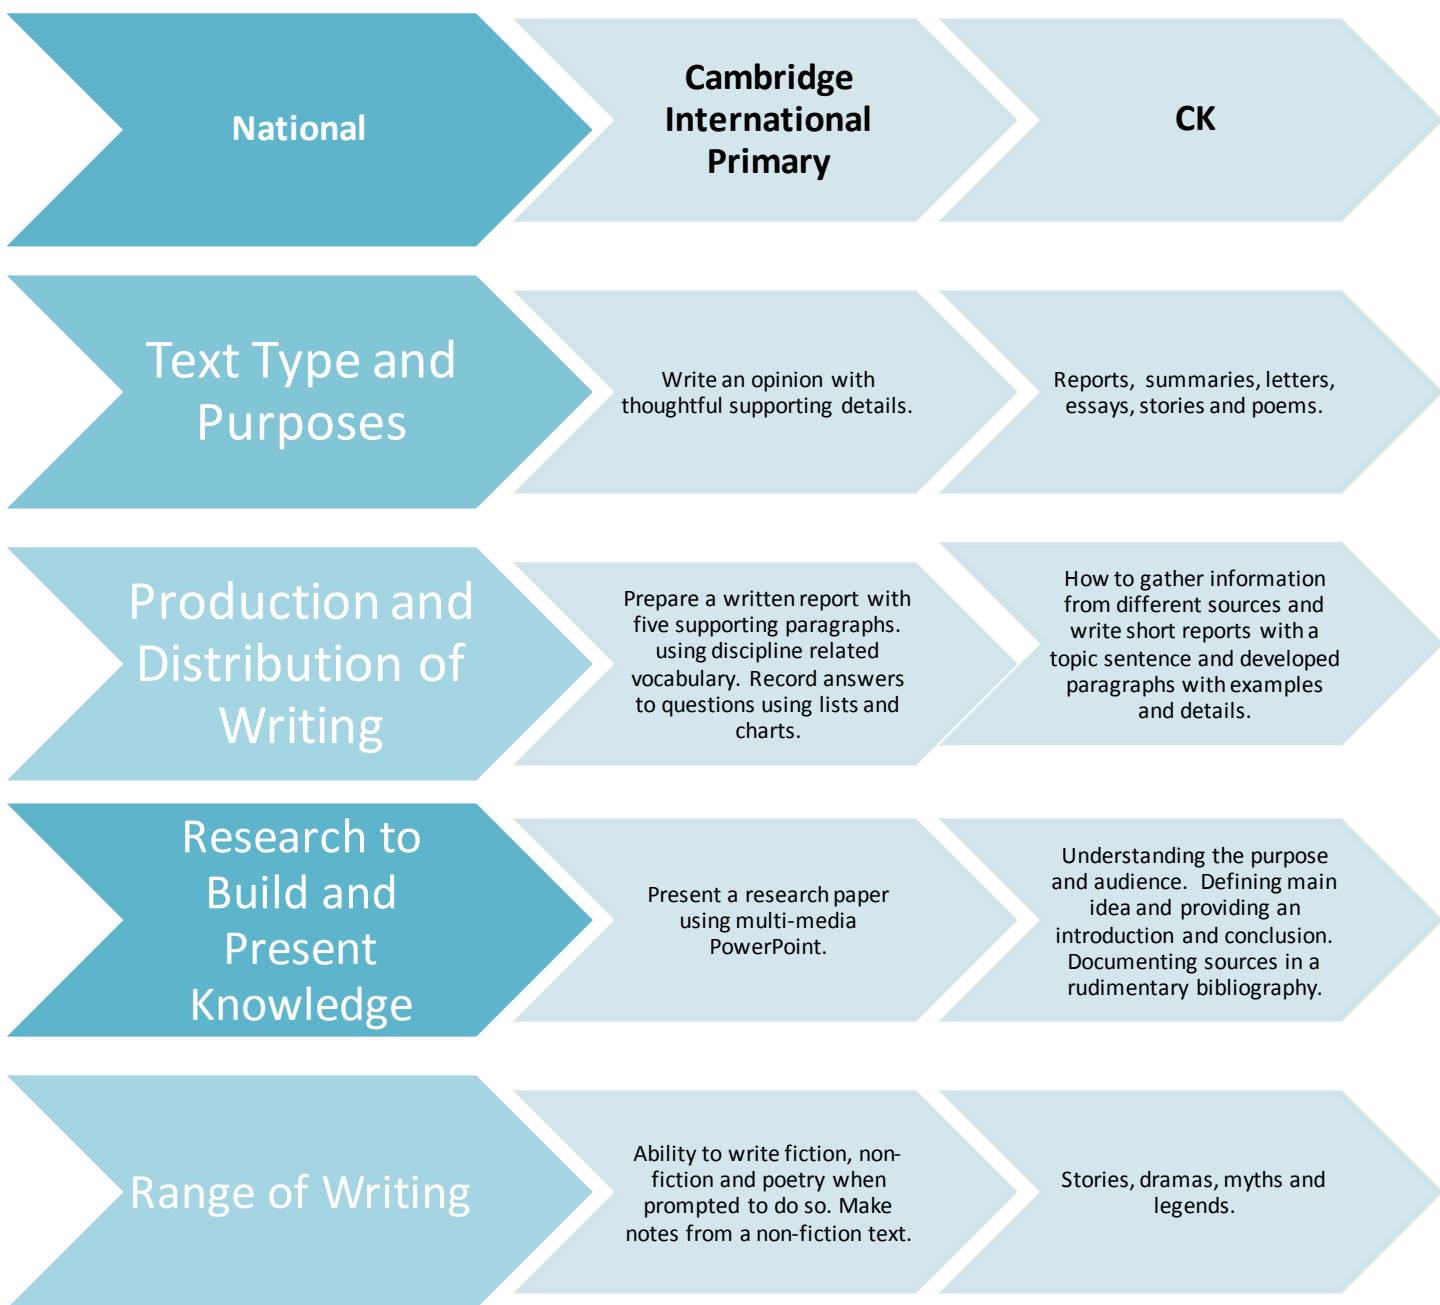 National
Cambridge
International
Primary
CK
Text Type and
Purposes
Write an opinion with
thoughtful supporting details.
Reports, summaries, letters,
essays, stories and poems.
Production and
Distribution of
Writing
Prepare a written report with
five supporting paragraphs.
using discipline related
vocabulary. Record answers
to questions using lists and
charts.
How to gather information
from different sources and
write short reports with a
topic sentence and developed
paragraphs with examples
and details.
Research to
Build and
Present
Knowledge
Present a research paper
using multi-media
PowerPoint.
Understanding the purpose
and audience. Defining main
idea and providing an
introduction and conclusion.
Documenting sources in a
rudimentary bibliography.
Range of Writing
Ability to write fiction, non-
fiction and poetry when
prompted to do so. Make
notes from a non-fiction text.
Stories, dramas, myths and
legends.